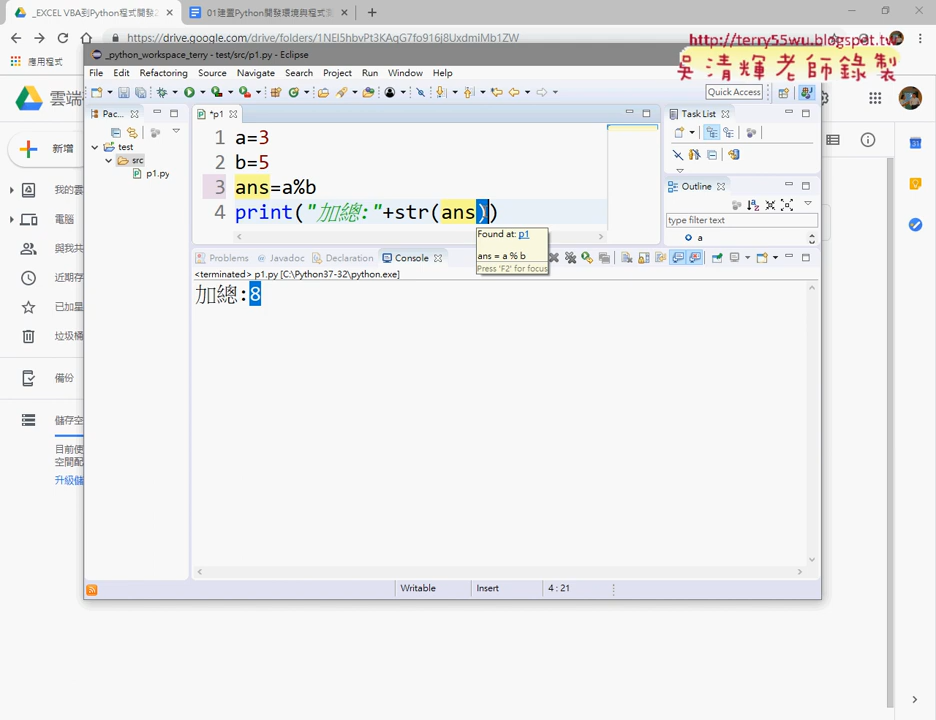 _EXCEL VBA到Python程式開發
01建置Python開發環境與程式
https://drive.google.com/drive/folders/1NEI5hbvPt3KAqG7fo916j8UxdmiMb1ZW
http://terry55wu.blogspot.tw
吳清輝老師錄製
應用程式
雲端
新增
我的雲
電腦
與我共
近期存
已加星
垃圾桶
備份
儲存空
目前使
空間配
升級儲
_python_workspace_terry - test/src/p1.py - Eclipse
File Edit Refactoring Source Navigate Search Project Run Window Help
Quick Access
Pac...
test
src
p1.py
*p1
1 a=3
2 b=5
3 ans=a%b
4 print("加總:"+str(ans))
Found at: p1
ans = a % b
Press 'F2' for focus
Task List
Outline
type filter text
a
Problems Javadoc Declaration Console
<terminated> p1.py [C:\Python37-32\python.exe]
加總:8
Writable Insert 4 : 21